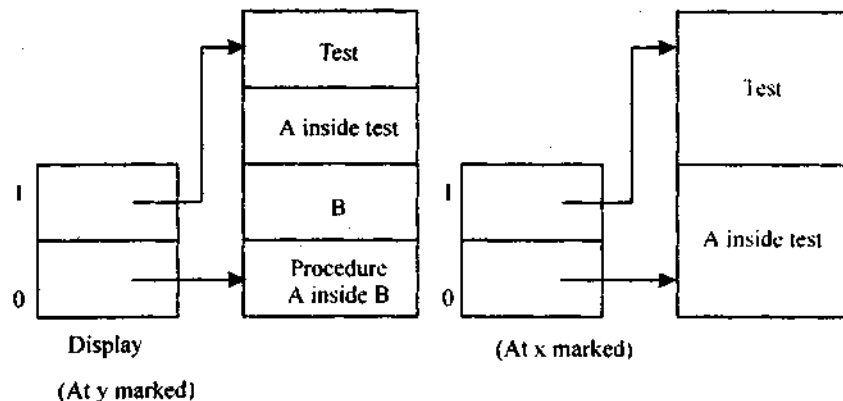 Test
A inside test
B
Procedure
A inside B
1
0
Display
(At y marked)
Test
A inside test
1
0
(At x marked)